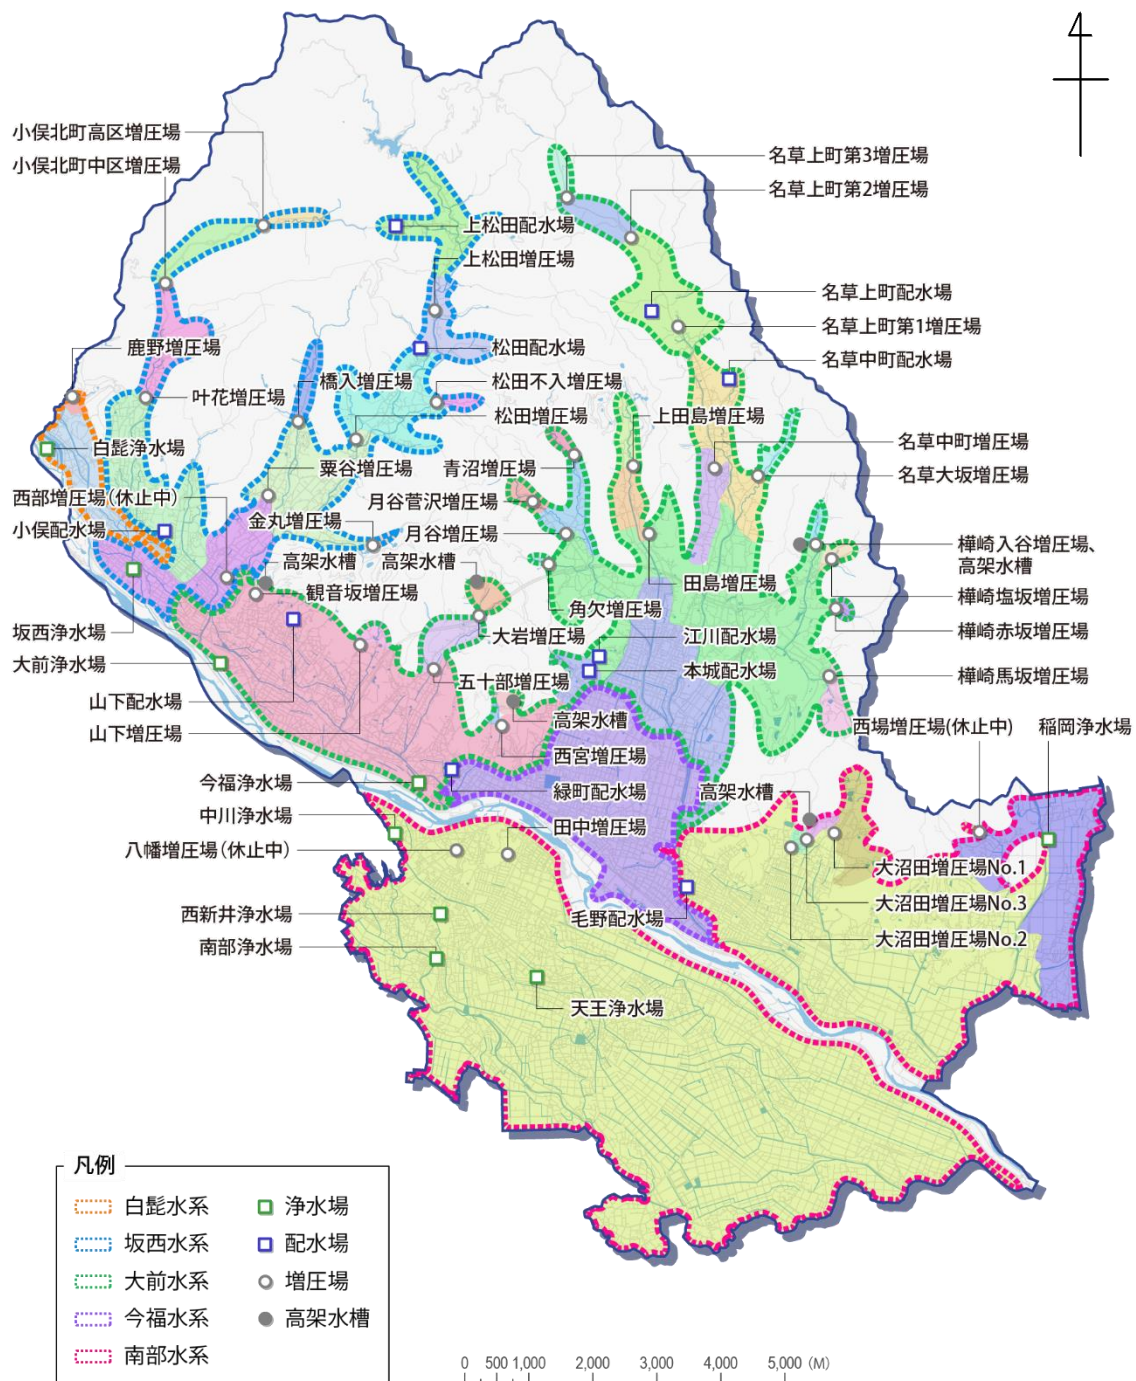 小俣北町高区増圧場
小俣北町中区増圧場
名草上町第3増圧場
名草上町第2増圧場
上松田配水場
上松田増圧場
名草上町配水場
名草上町第1増圧場
鹿野増圧場
松田配水場
名草中町配水場
橋入増圧場
松田不入増圧場
叶花増圧場
松田増圧場
上田島増圧場
白髭浄水場
名草中町増圧場
粟谷増圧場
青沼増圧場
名草大坂増圧場
西部増圧場(休止中)
月谷菅沢増圧場
小俣配水場
金丸増圧場
月谷増圧場
樺崎入谷増圧場、
高架水槽
高架水槽
高架水槽
観音坂増圧場
田島増圧場
樺崎塩坂増圧場
角欠増圧場
坂西浄水場
大岩増圧場
江川配水場
樺崎赤坂増圧場
大前浄水場
本城配水場
五十部増圧場
樺崎馬坂増圧場
山下配水場
高架水槽
西場増圧場(休止中)
稲岡浄水場
山下増圧場
西宮増圧場
今福浄水場
緑町配水場
高架水槽
中川浄水場
田中増圧場
八幡増圧場(休止中)
大沼田増圧場No.1
大沼田増圧場No.3
西新井浄水場
毛野配水場
大沼田増圧場No.2
南部浄水場
天王浄水場
凡例
白髭水系
浄水場
坂西水系
配水場
大前水系
増圧場
今福水系
高架水槽
南部水系
0 500 1,000 2,000 3,000 4,000 5,000 (M)